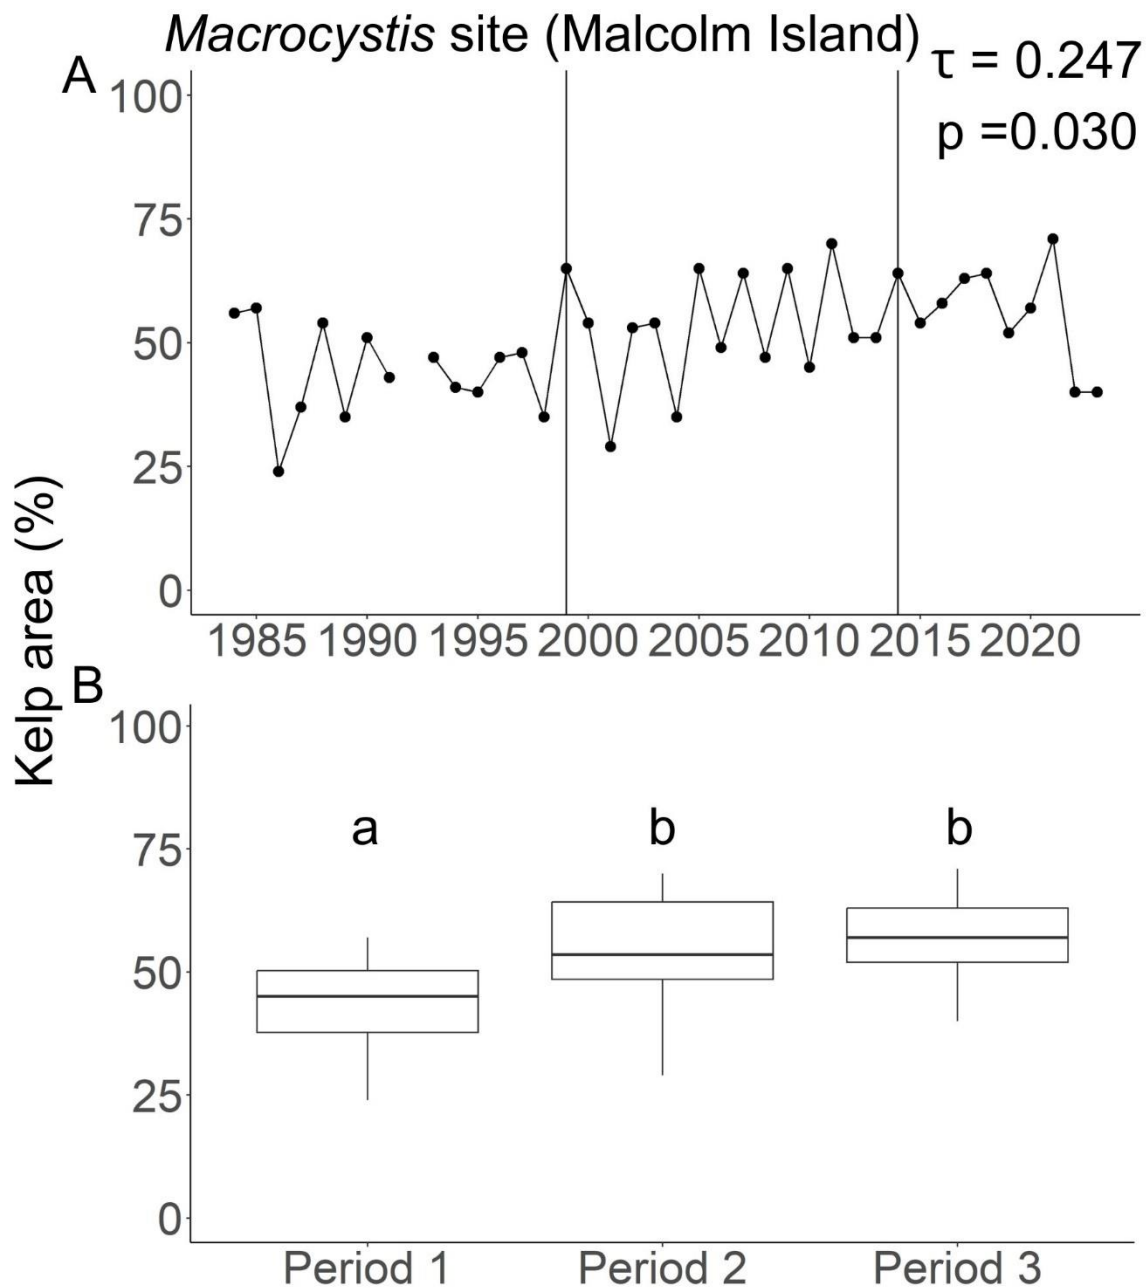 Macrocystis site (Malcolm Island)
τ = 0.247
p =0.030
A
100
75
50
25
0
1985 1990 1995 2000 2005 2010 2015 2020
Kelp area (%)
B
100
75
50
25
0
a b b
Period 1 Period 2 Period 3